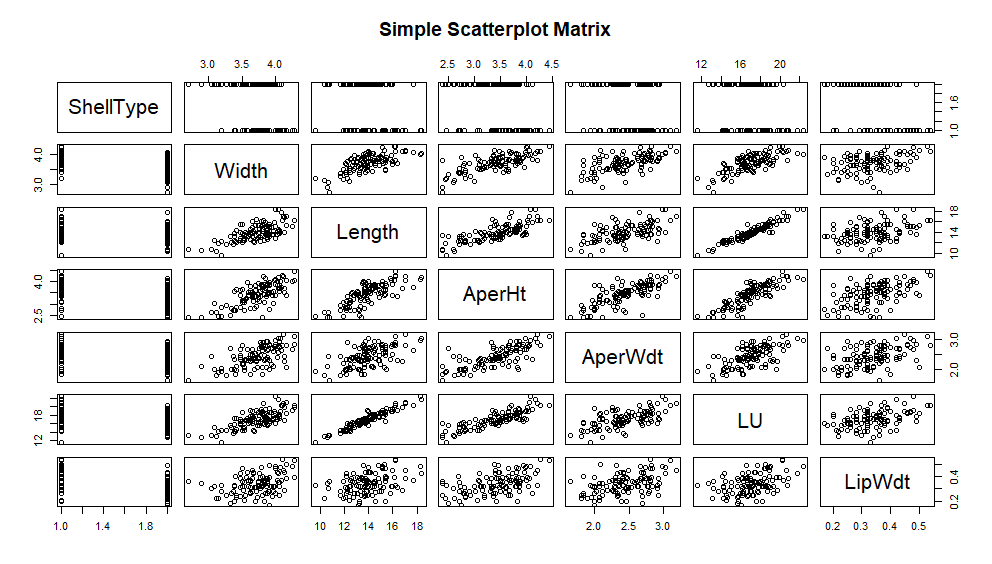 Simple Scatterplot Matrix
3.0 3.5 4.0
2.5 3.0 3.5 4.0 4.5
12 16 20
ShellType
1.0 1.6
3.0 4.0
Width
Length
10 14 18
2.5 4.0
AperHt
AperWdt
2.0 3.0
12 18
LU
LipWdt
0.2 0.4
1.0 1.4 1.8
10 12 14 16 18
2.0 2.5 3.0
0.2 0.3 0.4 0.5